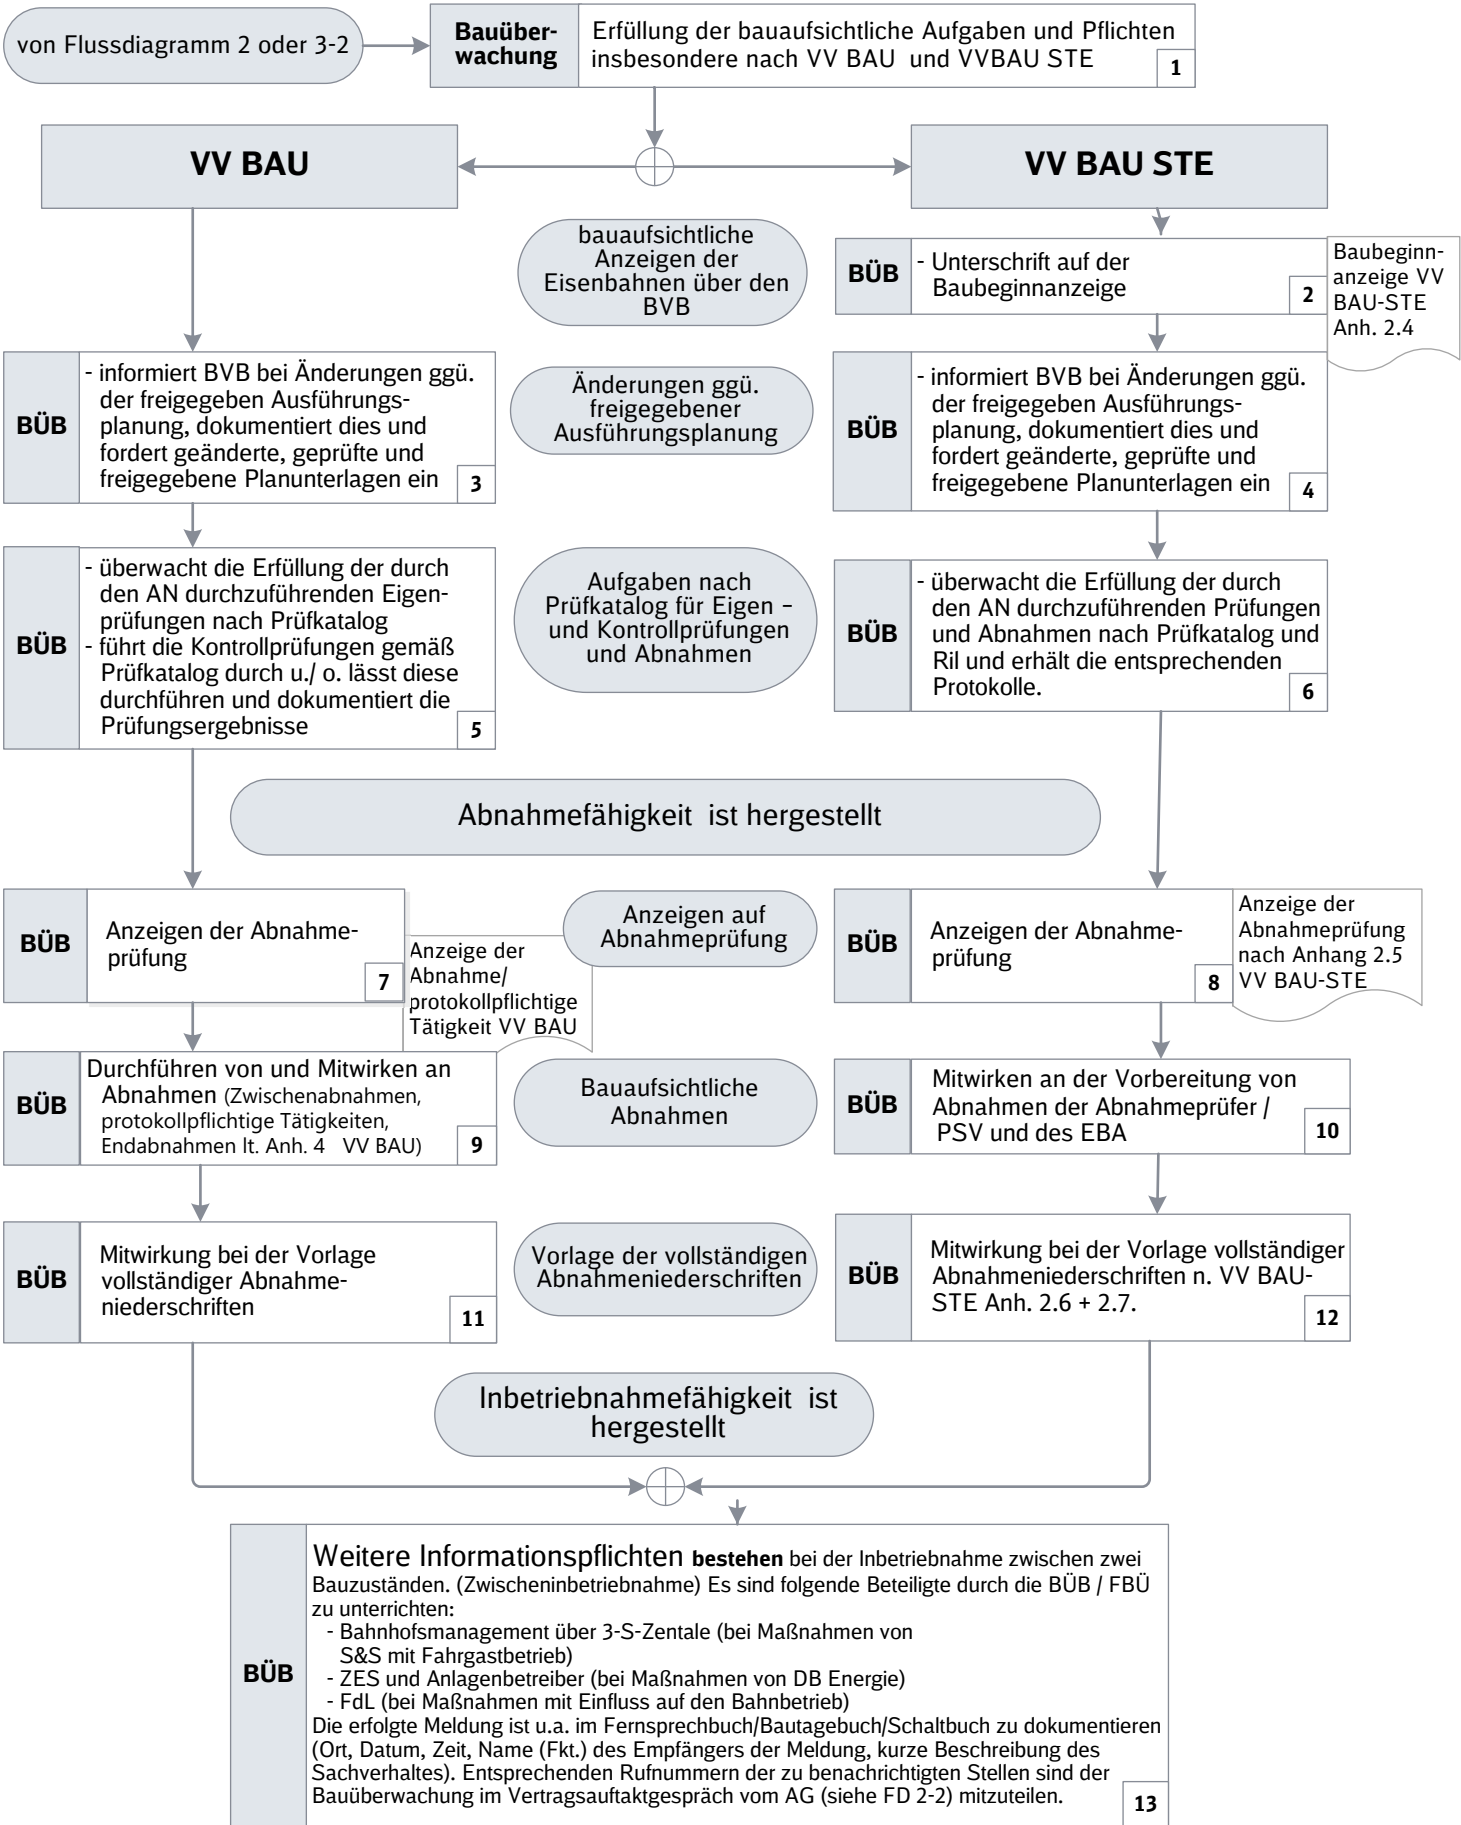 von Flussdiagramm 2 oder 3-2
Bauüber-
wachung
Erfüllung der bauaufsichtliche Aufgaben und Pflichten
insbesondere nach VV BAU und VVBAU STE
1
VV BAU
VV BAU STE
bauaufsichtliche
Anzeigen der
Eisenbahnen über den
BVB
BÜB
- Unterschrift auf der
Baubeginnanzeige
2
Baubeginn-
anzeige VV
BAU-STE
Anh. 2.4
BÜB
- informiert BVB bei Änderungen ggü.
der freigegeben Ausführungs-
planung, dokumentiert dies und
fordert geänderte, geprüfte und
freigegebene Planunterlagen ein
3
Änderungen ggü.
freigegebener
Ausführungsplanung
BÜB
- informiert BVB bei Änderungen ggü.
der freigegeben Ausführungs-
planung, dokumentiert dies und
fordert geänderte, geprüfte und
freigegebene Planunterlagen ein
4
BÜB
- überwacht die Erfüllung der durch
den AN durchzuführenden Eigen-
prüfungen nach Prüfkatalog
- führt die Kontrollprüfungen gemäß
Prüfkatalog durch u./ o. lässt diese
durchführen und dokumentiert die
Prüfungsergebnisse
5
Aufgaben nach
Prüfkatalog für Eigen –
und Kontrollprüfungen
und Abnahmen
BÜB
- überwacht die Erfüllung der durch
den AN durchzuführenden Prüfungen
und Abnahmen nach Prüfkatalog und
Ril und erhält die entsprechenden
Protokolle.
6
Abnahmefähigkeit ist hergestellt
BÜB
Anzeigen der Abnahme-
prüfung
7
Anzeige der
Abnahme/
protokollpflichtige
Tätigkeit VV BAU
Anzeigen auf
Abnahmeprüfung
BÜB
Anzeigen der Abnahme-
prüfung
8
Anzeige der
Abnahmeprüfung
nach Anhang 2.5
VV BAU-STE
BÜB
Durchführen von und Mitwirken an
Abnahmen (Zwischenabnahmen,
protokollpflichtige Tätigkeiten,
Endabnahmen lt. Anh. 4 VV BAU)
9
Bauaufsichtliche
Abnahmen
BÜB
Mitwirken an der Vorbereitung von
Abnahmen der Abnahmeprüfer /
PSV und des EBA
10
BÜB
Mitwirkung bei der Vorlage
vollständiger Abnahme-
niederschriften
11
Vorlage der vollständigen
Abnahmeniederschriften
BÜB
Mitwirkung bei der Vorlage vollständiger
Abnahmeniederschriften n. VV BAU-
STE Anh. 2.6 + 2.7.
12
Inbetriebnahmefähigkeit ist
hergestellt
BÜB
Weitere Informationspflichten bestehen bei der Inbetriebnahme zwischen zwei
Bauzuständen. (Zwischeninbetriebnahme) Es sind folgende Beteiligte durch die BÜB / FBÜ
zu unterrichten:
- Bahnhofsmanagement über 3-S-Zentale (bei Maßnahmen von
S&S mit Fahrgastbetrieb)
- ZES und Anlagenbetreiber (bei Maßnahmen von DB Energie)
- FdL (bei Maßnahmen mit Einfluss auf den Bahnbetrieb)
Die erfolgte Meldung ist u.a. im Fernsprechbuch/Bautagebuch/Schaltbuch zu dokumentieren
(Ort, Datum, Zeit, Name (Fkt.) des Empfängers der Meldung, kurze Beschreibung des
Sachverhaltes). Entsprechenden Rufnummern der zu benachrichtigten Stellen sind der
Bauüberwachung im Vertragsauftaktgespräch vom AG (siehe FD 2-2) mitzuteilen.
13